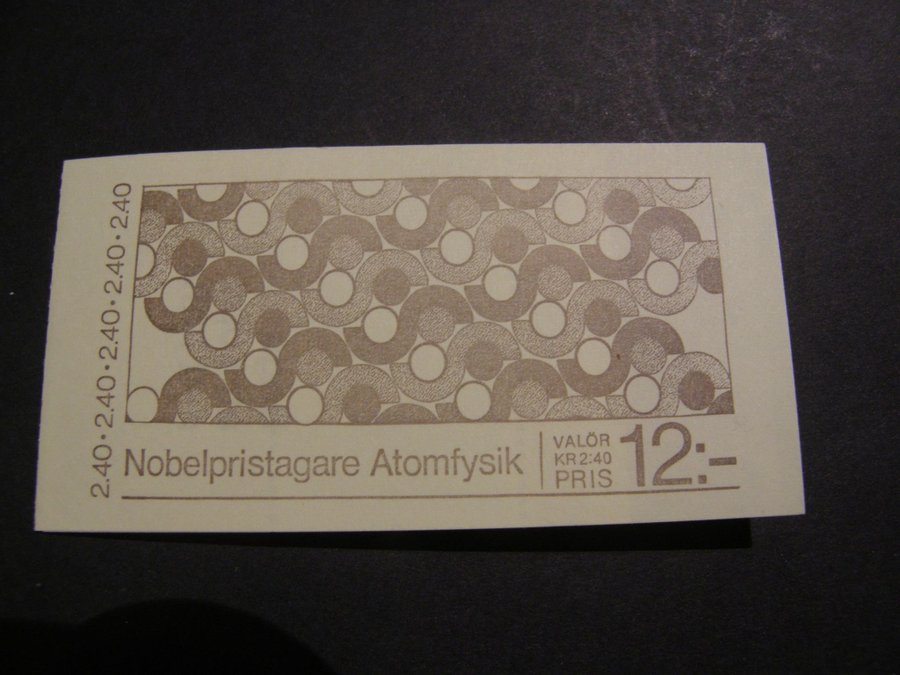 2.40·2.40·2.40·2.40·2.40
Nobelpristagare Atomfysik
VALÖR
KR 2:40
PRIS
12:-